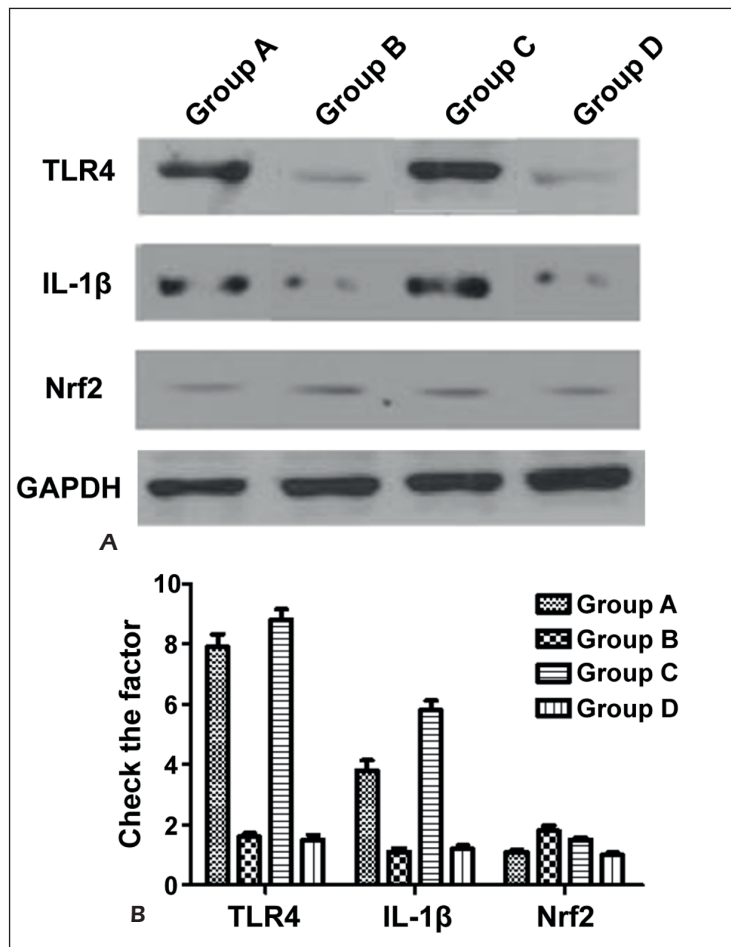 Group A Group B Group C Group D
TLR4
IL-1β
Nrf2
GAPDH
A
10
8
6
4
2
0
Check the factor
Group A
Group B
Group C
Group D
TLR4 IL-1β Nrf2
B